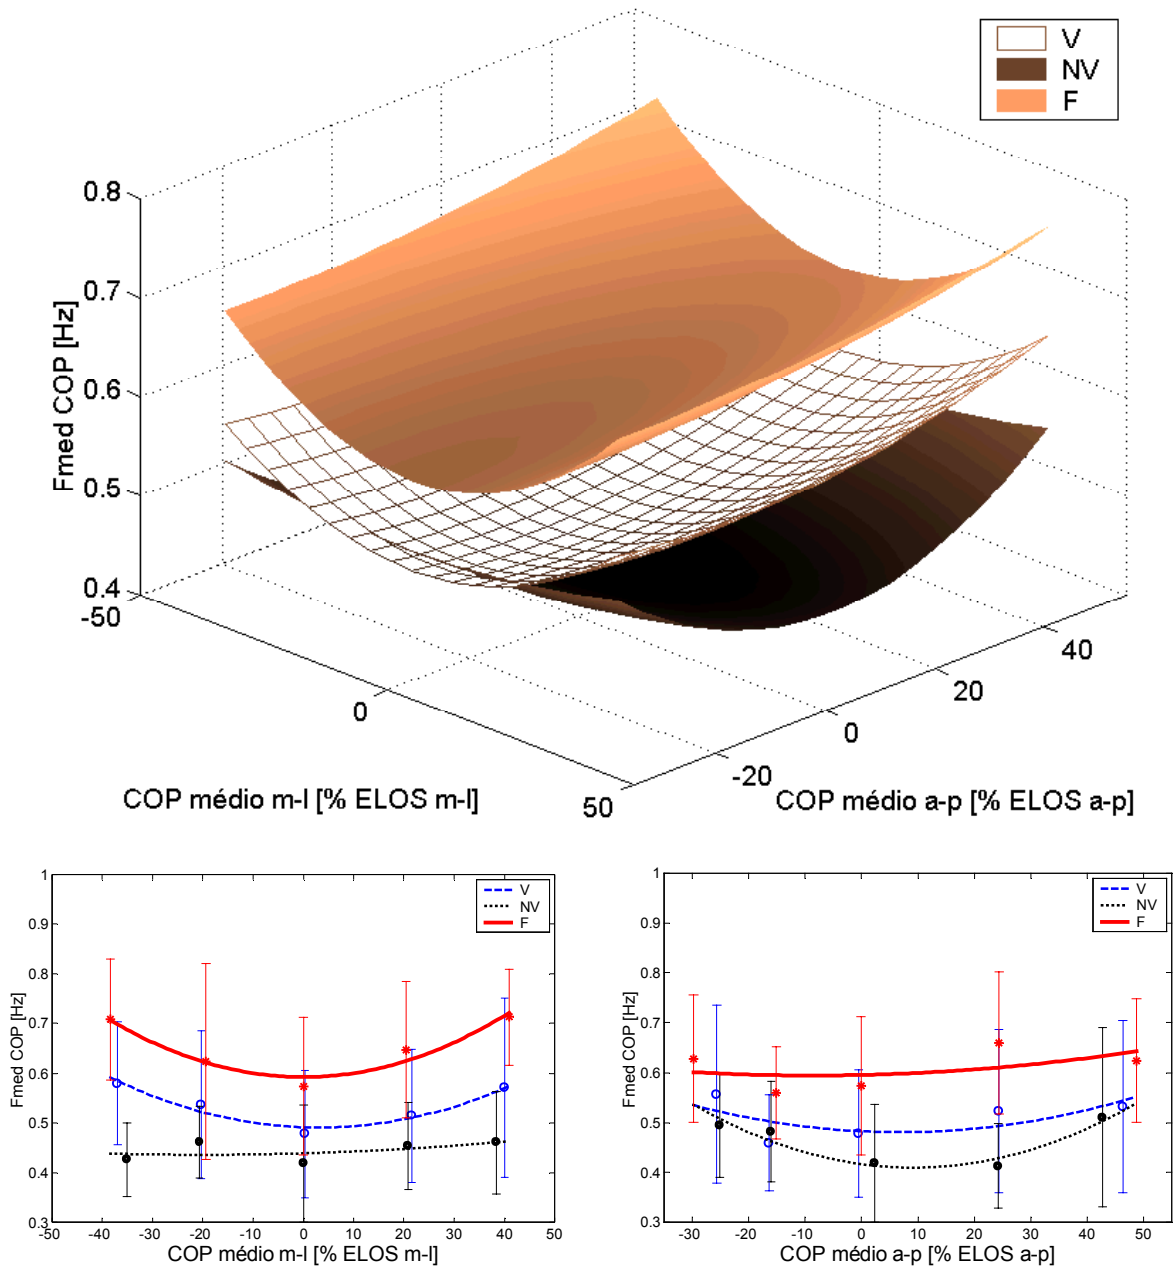 V
NV
F
0.8
0.7
0.6
0.5
0.4
Fmed COP [Hz]
-50
0
50
COP médio m-l [% ELOS m-l]
-20
0
20
40
COP médio a-p [% ELOS a-p]
1
0.9
0.8
0.7
0.6
0.5
0.4
0.3
Fmed COP [Hz]
V
NV
F
-50 -40 -30 -20 -10 0 10 20 30 40 50
COP médio m-l [% ELOS m-l]
1
0.9
0.8
0.7
0.6
0.5
0.4
0.3
Fmed COP [Hz]
V
NV
F
-30 -20 -10 0 10 20 30 40 50
COP médio a-p [% ELOS a-p]